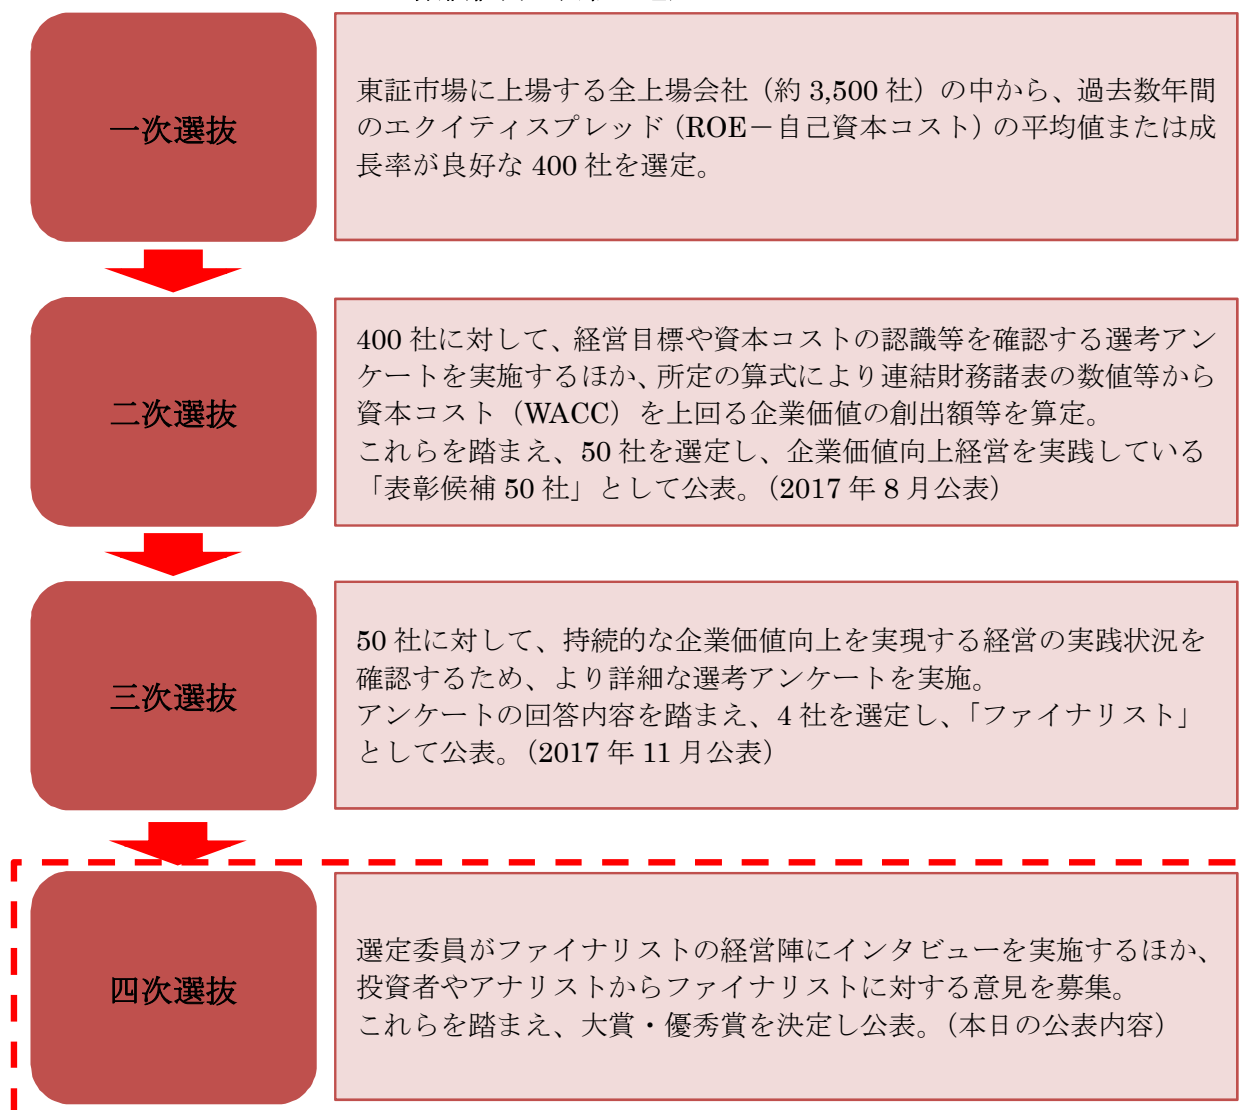 一次選抜
東証市場に上場する全上場会社（約 3,500 社）の中から、過去数年間
のエクイティスプレッド（ROE－自己資本コスト）の平均値または成
長率が良好な 400 社を選定。
二次選抜
400 社に対して、経営目標や資本コストの認識等を確認する選考アン
ケートを実施するほか、所定の算式により連結財務諸表の数値等から
資本コスト（WACC）を上回る企業価値の創出額等を算定。
これらを踏まえ、50 社を選定し、企業価値向上経営を実践している
「表彰候補 50 社」として公表。（2017 年 8 月公表）
三次選抜
50 社に対して、持続的な企業価値向上を実現する経営の実践状況を
確認するため、より詳細な選考アンケートを実施。
アンケートの回答内容を踏まえ、4 社を選定し、「ファイナリスト」
として公表。（2017 年 11 月公表）
四次選抜
選定委員がファイナリストの経営陣にインタビューを実施するほか、
投資者やアナリストからファイナリストに対する意見を募集。
これらを踏まえ、大賞・優秀賞を決定し公表。（本日の公表内容）